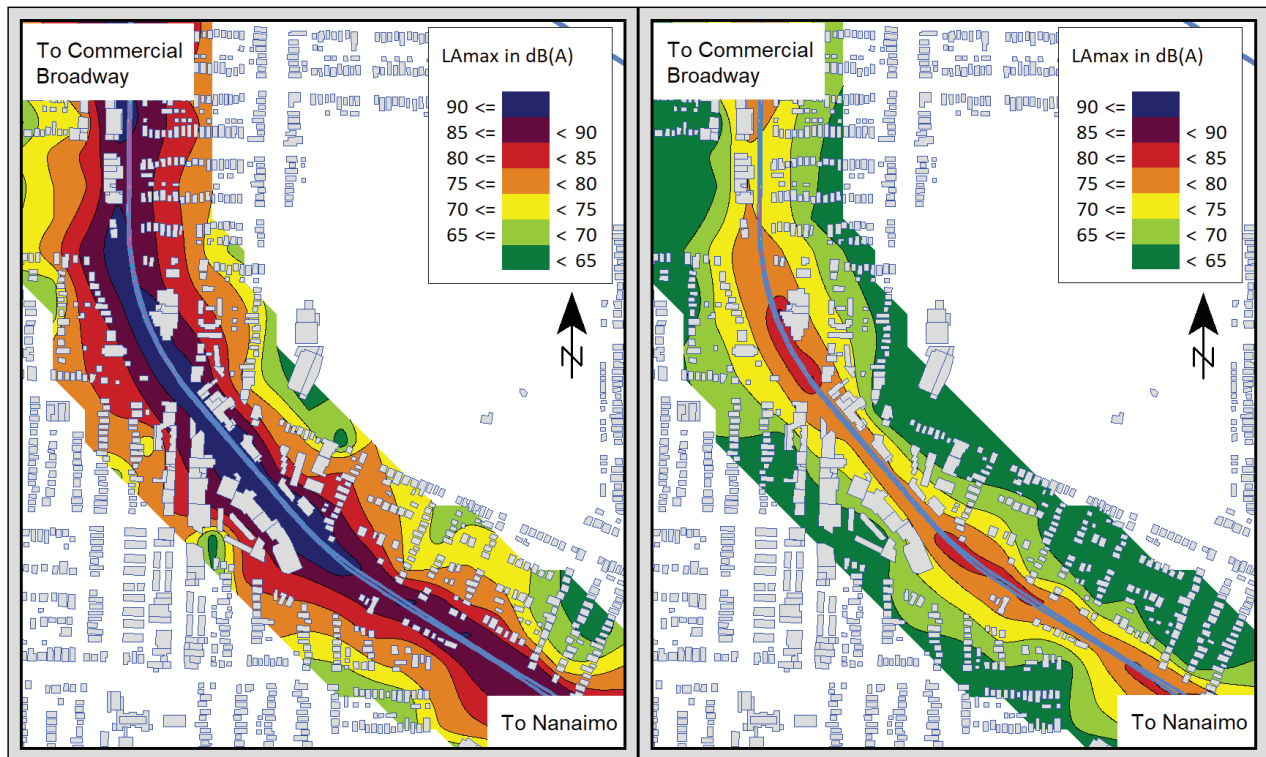 To Commercial
Broadway
LAmax in dB(A)
90 <=
85 <= < 90
80 <= < 85
75 <= < 80
70 <= < 75
65 <= < 70
< 65
N
To Nanaimo
To Commercial
Broadway
LAmax in dB(A)
90 <=
85 <= < 90
80 <= < 85
75 <= < 80
70 <= < 75
65 <= < 70
< 65
N
To Nanaimo